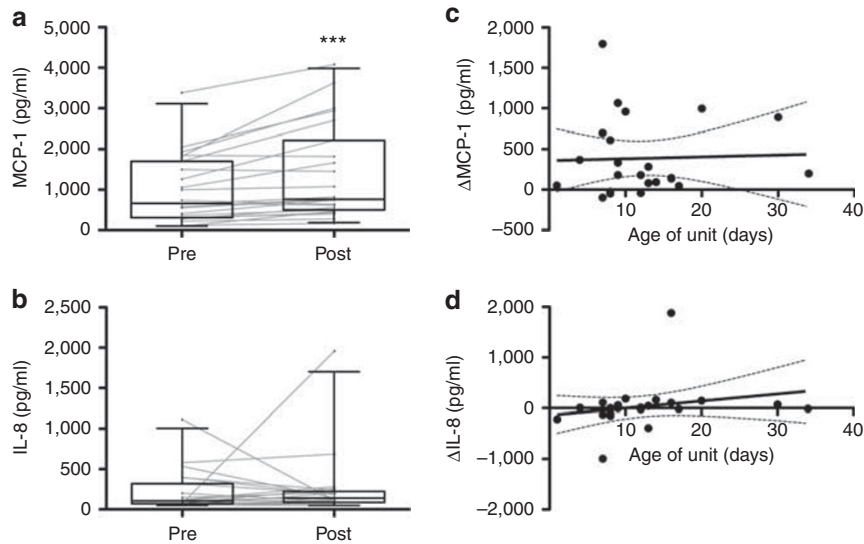 a
5,000
4,000
3,000
2,000
1,000
0
MCP-1 (pg/ml)
***
Pre Post
c
2,000
1,500
1,000
500
0
–500
ΔMCP-1 (pg/ml)
10 20 30 40
Age of unit (days)
b
2,500
2,000
1,500
1,000
500
0
IL-8 (pg/ml)
Pre Post
d
2,000
1,000
0
–1,000
–2,000
ΔIL-8 (pg/ml)
10 20 30 40
Age of unit (days)